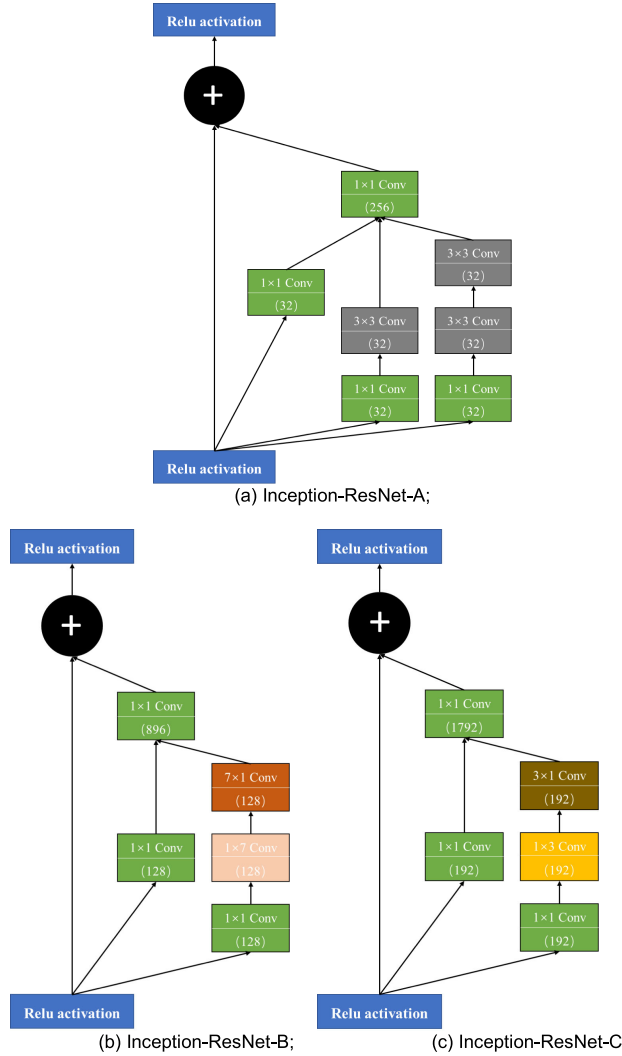 Relu activation
+
1×1 Conv
(256)
3×3 Conv
(32)
1×1 Conv
(32)
3×3 Conv
(32)
3×3 Conv
(32)
1×1 Conv
(32)
1×1 Conv
(32)
Relu activation
(a) Inception-ResNet-A;
Relu activation
+
1×1 Conv
(896)
7×1 Conv
(128)
1×1 Conv
(128)
1×7 Conv
(128)
1×1 Conv
(128)
Relu activation
(b) Inception-ResNet-B;
Relu activation
+
1×1 Conv
(1792)
3×1 Conv
(192)
1×1 Conv
(192)
1×3 Conv
(192)
1×1 Conv
(192)
Relu activation
(c) Inception-ResNet-C